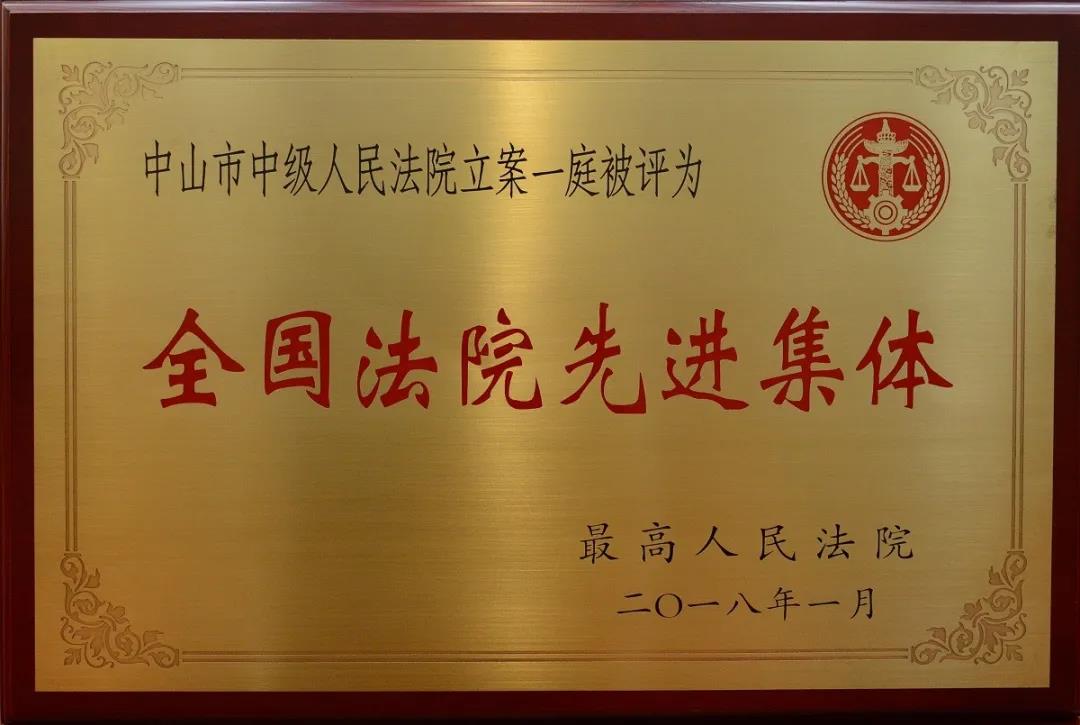 中山市中级人民法院立案一庭被评为
全国法院先进集体
最高人民法院
二〇一八年一月